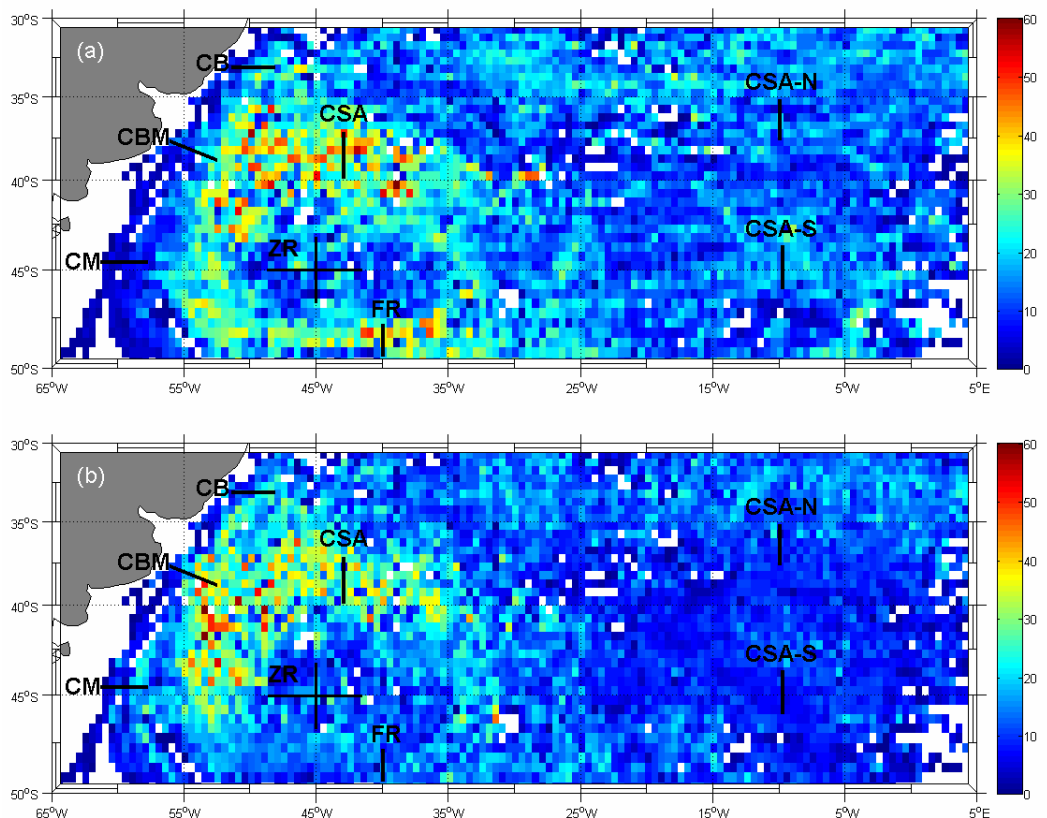 (a)
30°S
35°S
40°S
45°S
50°S
65°W
55°W
45°W
35°W
25°W
15°W
5°W
5°E
CB
CBM
CSA
CSA-N
CSA-S
CM
ZR
FR
60
50
40
30
20
10
0
(b)
30°S
35°S
40°S
45°S
50°S
65°W
55°W
45°W
35°W
25°W
15°W
5°W
5°E
CB
CBM
CSA
CSA-N
CSA-S
CM
ZR
FR
60
50
40
30
20
10
0